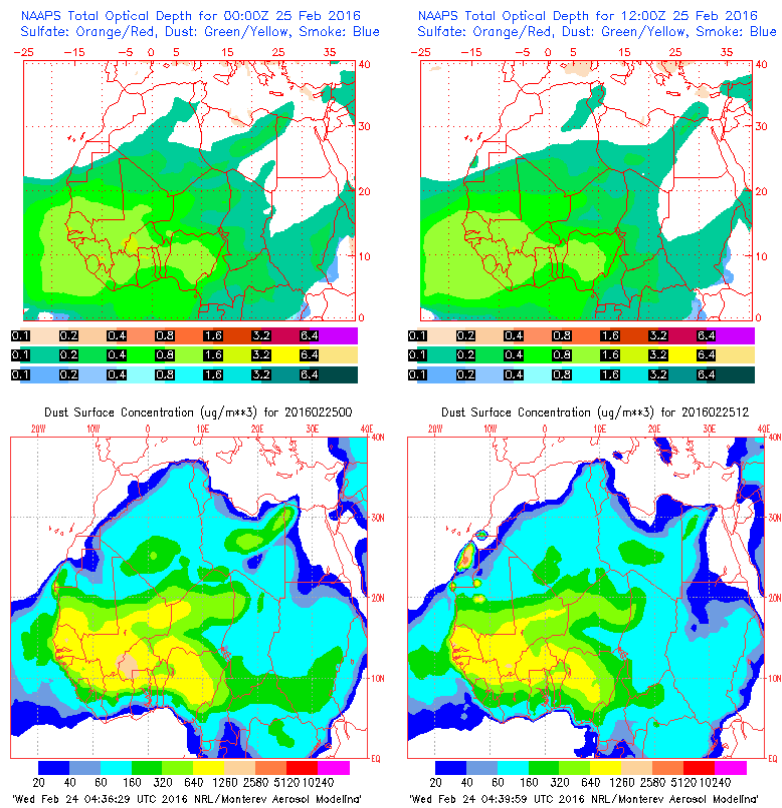 NAAPS Total Optical Depth for 00:00Z 25 Feb 2016
Sulfate: Orange/Red, Dust: Green/Yellow, Smoke: Blue
-25 -15 -5 0 5 15 25 35
40
30
20
10
0
0.1 0.2 0.4 0.8 1.6 3.2 6.4
0.1 0.2 0.4 0.8 1.6 3.2 6.4
0.1 0.2 0.4 0.8 1.6 3.2 6.4
NAAPS Total Optical Depth for 12:00Z 25 Feb 2016
Sulfate: Orange/Red, Dust: Green/Yellow, Smoke: Blue
-25 -15 -5 0 5 15 25 35
40
30
20
10
0
0.1 0.2 0.4 0.8 1.6 3.2 6.4
0.1 0.2 0.4 0.8 1.6 3.2 6.4
0.1 0.2 0.4 0.8 1.6 3.2 6.4
Dust Surface Concentration (ug/m**3) for 2016022500
20W 10W 0 10E 20E 30E 40E
40N
30N
20N
10N
EQ
20 40 80 160 320 640 1280 2580 5120 10240
'Wed Feb 24 04:36:29 UTC 2016 NRL/Monterey Aerosol Modeling'
Dust Surface Concentration (ug/m**3) for 2016022512
20W 10W 0 10E 20E 30E 40E
40N
30N
20N
10N
EQ
20 40 80 160 320 640 1280 2580 5120 10240
'Wed Feb 24 04:39:59 UTC 2016 NRL/Monterey Aerosol Modeling'